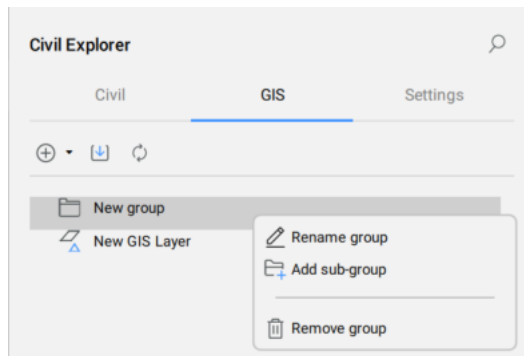 Civil Explorer
Civil GIS Settings
New group
New GIS Layer
Rename group
Add sub-group
Remove group